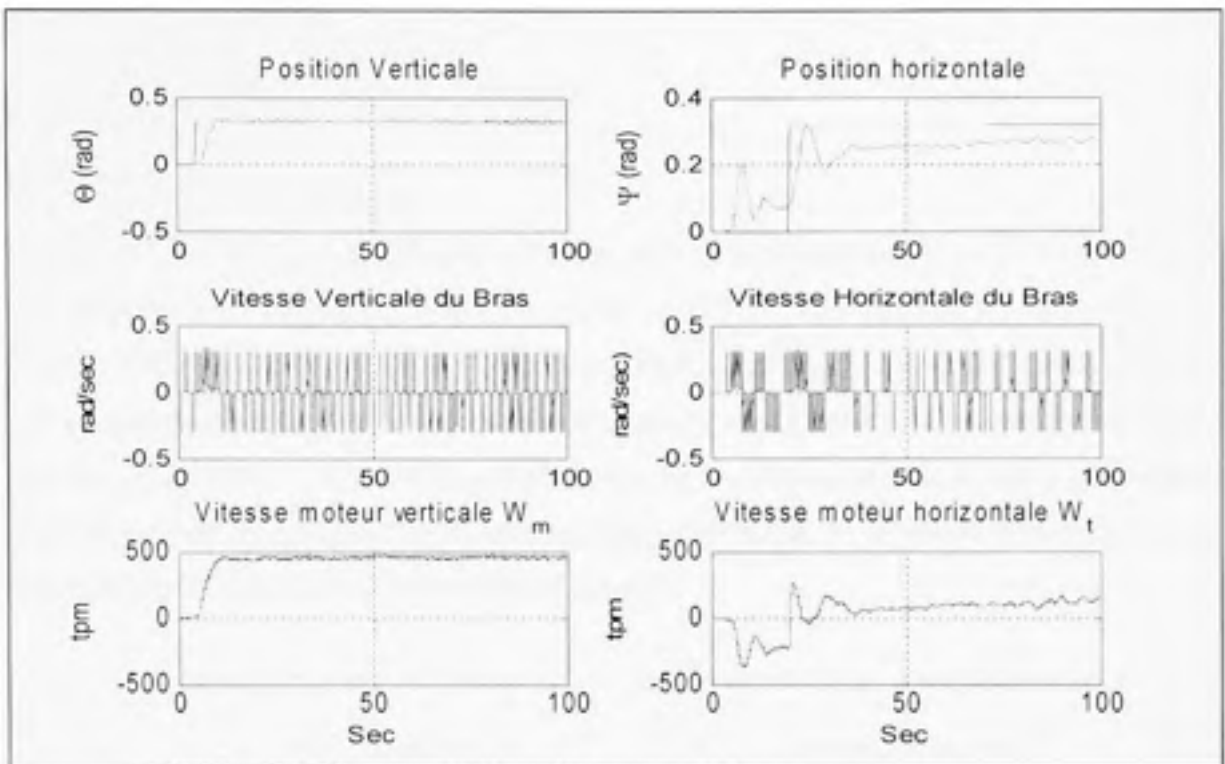 Position Verticale
0.5
0
-0.5
Θ (rad)
0
50
100
Position horizontale
0.4
0.2
0
Ψ (rad)
0
50
100
Vitesse Verticale du Bras
0.5
0
-0.5
rad/sec
0
50
100
Vitesse Horizontale du Bras
0.5
0
-0.5
rad/sec)
0
50
100
Vitesse moteur verticale W_m
500
0
-500
tpm
0
50
100
Sec
Vitesse moteur horizontale W_t
500
0
-500
tpm
0
50
100
Sec